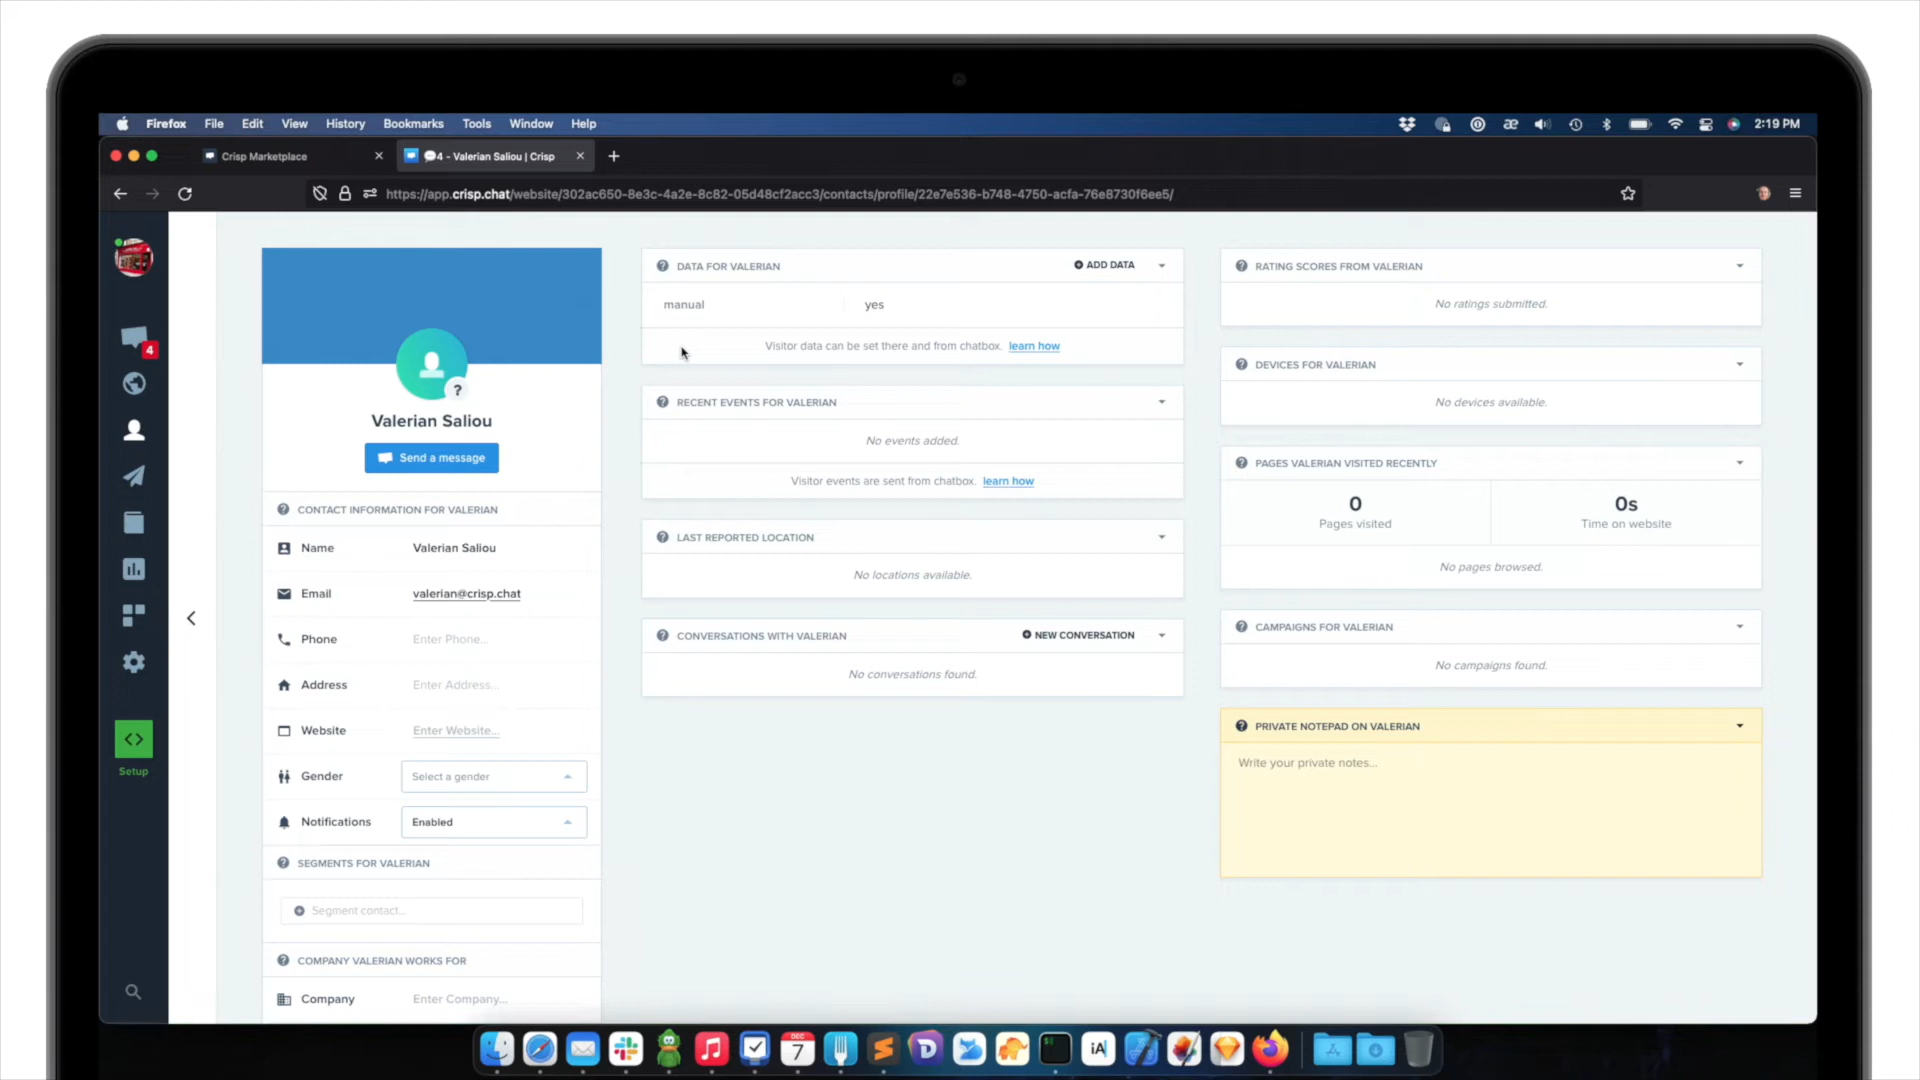 Firefox File Edit View History Bookmarks Tools Window Help
2:19 PM
Crisp Marketplace
4 - Valerian Saliou | Crisp
https://app.crisp.chat/website/302ac650-8e3c-4a2e-8c82-05d48cf2acc3/contacts/profile/22e7e536-b748-4750-acfa-76e8730f6ee5/
4
Setup
?
Valerian Saliou
Send a message
CONTACT INFORMATION FOR VALERIAN
Name Valerian Saliou
Email valerian@crisp.chat
Phone Enter Phone...
Address Enter Address...
Website Enter Website...
Gender Select a gender
Notifications Enabled
SEGMENTS FOR VALERIAN
Segment contact...
COMPANY VALERIAN WORKS FOR
Company Enter Company...
DATA FOR VALERIAN ADD DATA
manual yes
Visitor data can be set there and from chatbox. learn how
RECENT EVENTS FOR VALERIAN
No events added.
Visitor events are sent from chatbox. learn how
LAST REPORTED LOCATION
No locations available.
CONVERSATIONS WITH VALERIAN NEW CONVERSATION
No conversations found.
RATING SCORES FROM VALERIAN
No ratings submitted.
DEVICES FOR VALERIAN
No devices available.
PAGES VALERIAN VISITED RECENTLY
0 0s
Pages visited Time on website
No pages browsed.
CAMPAIGNS FOR VALERIAN
No campaigns found.
PRIVATE NOTEPAD ON VALERIAN
Write your private notes...
DEC
7
iA